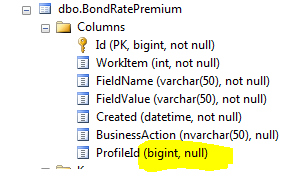 dbo.BondRatePremium
Columns
Id (PK, bigint, not null)
WorkItem (int, not null)
FieldName (varchar(50), not null)
FieldValue (varchar(50), not null)
Created (datetime, not null)
BusinessAction (nvarchar(50), null)
ProfileId (bigint, null)